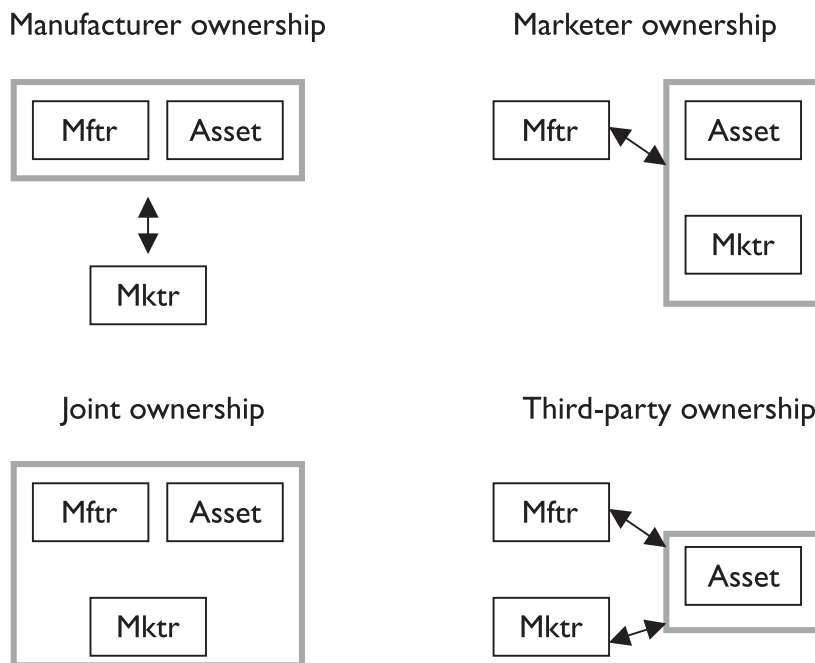 Manufacturer ownership
Mftr Asset
Mktr
Marketer ownership
Mftr Asset
Mktr
Joint ownership
Mftr Asset
Mktr
Third-party ownership
Mftr
Asset
Mktr